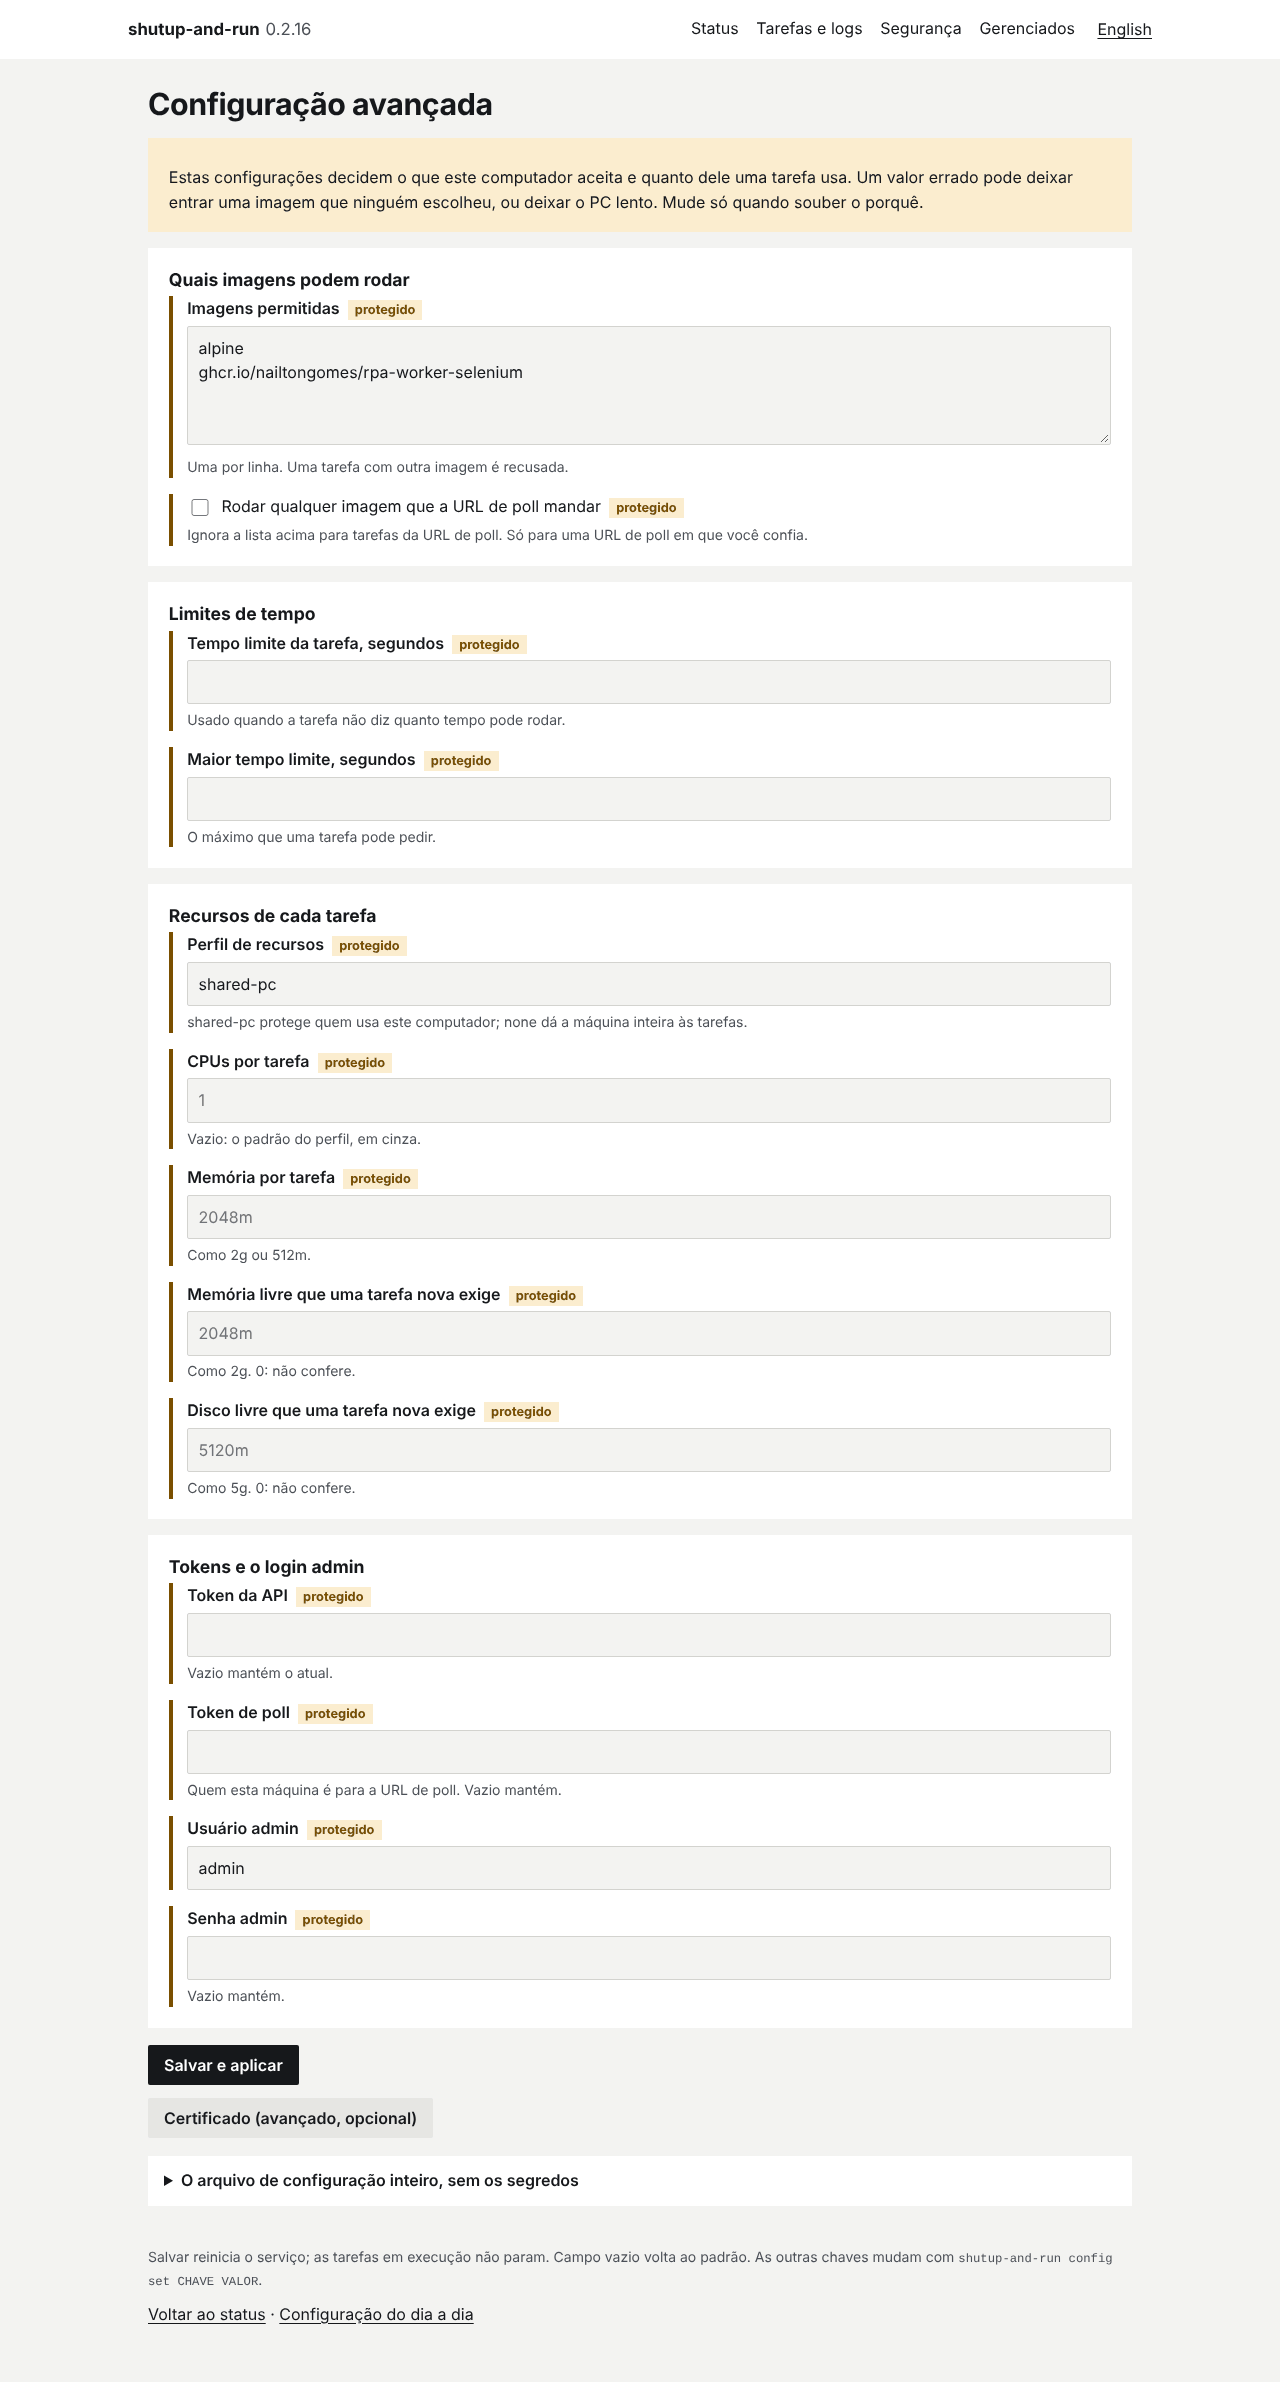 shutup-and-run 0.2.16
Status Tarefas e logs Segurança Gerenciados English
Configuração avançada
Estas configurações decidem o que este computador aceita e quanto dele uma tarefa usa. Um valor errado pode deixar
entrar uma imagem que ninguém escolheu, ou deixar o PC lento. Mude só quando souber o porquê.
Quais imagens podem rodar
Imagens permitidas protegido
alpine
ghcr.io/nailtongomes/rpa-worker-selenium
Uma por linha. Uma tarefa com outra imagem é recusada.
Rodar qualquer imagem que a URL de poll mandar protegido
Ignora a lista acima para tarefas da URL de poll. Só para uma URL de poll em que você confia.
Limites de tempo
Tempo limite da tarefa, segundos protegido
Usado quando a tarefa não diz quanto tempo pode rodar.
Maior tempo limite, segundos protegido
O máximo que uma tarefa pode pedir.
Recursos de cada tarefa
Perfil de recursos protegido
shared-pc
shared-pc protege quem usa este computador; none dá a máquina inteira às tarefas.
CPUs por tarefa protegido
1
Vazio: o padrão do perfil, em cinza.
Memória por tarefa protegido
2048m
Como 2g ou 512m.
Memória livre que uma tarefa nova exige protegido
2048m
Como 2g. 0: não confere.
Disco livre que uma tarefa nova exige protegido
5120m
Como 5g. 0: não confere.
Tokens e o login admin
Token da API protegido
Vazio mantém o atual.
Token de poll protegido
Quem esta máquina é para a URL de poll. Vazio mantém.
Usuário admin protegido
admin
Senha admin protegido
Vazio mantém.
Salvar e aplicar
Certificado (avançado, opcional)
O arquivo de configuração inteiro, sem os segredos
Salvar reinicia o serviço; as tarefas em execução não param. Campo vazio volta ao padrão. As outras chaves mudam com shutup-and-run config
set CHAVE VALOR.
Voltar ao status · Configuração do dia a dia